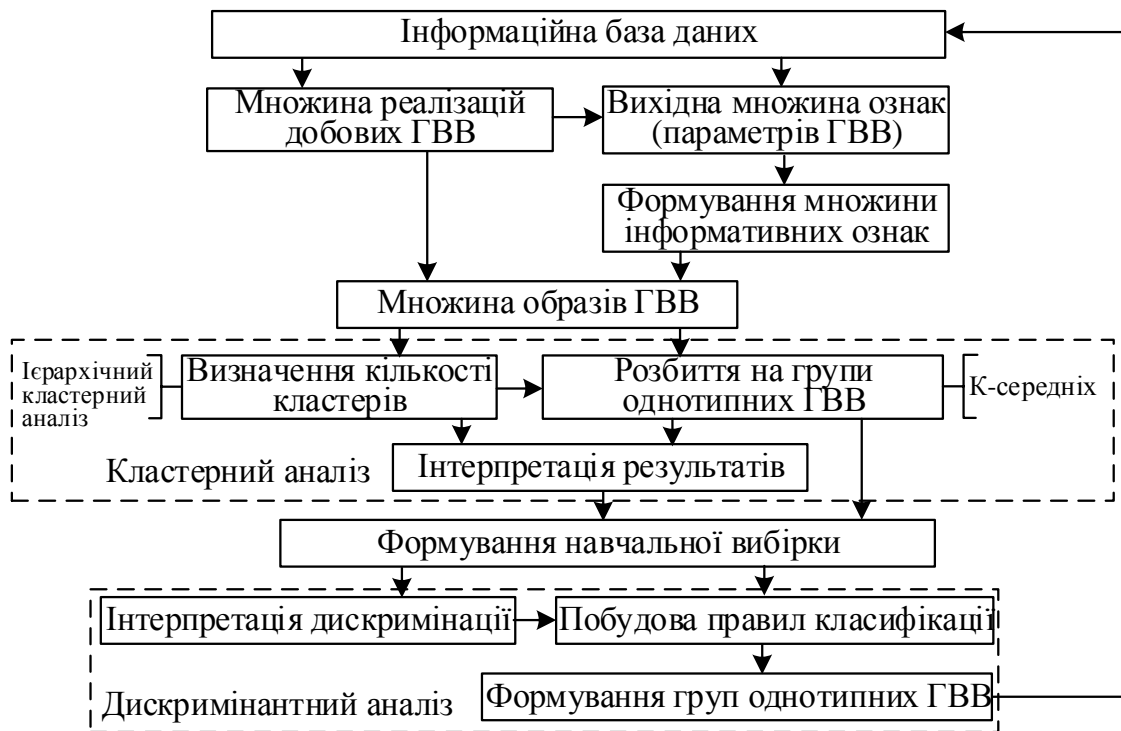 Інформаційна база даних
Множина реалізацій
добових ГВВ
Вихідна множина ознак
(параметрів ГВВ)
Формування множини
інформативних ознак
Множина образів ГВВ
Ієрархічний
кластерний
аналіз
Визначення кількості
кластерів
Розбиття на групи
однотипних ГВВ
К-середніх
Кластерний аналіз
Інтерпретація результатів
Формування навчальної вибірки
Інтерпретація дискримінації
Побудова правил класифікації
Дискримінантний аналіз
Формування груп однотипних ГВВ